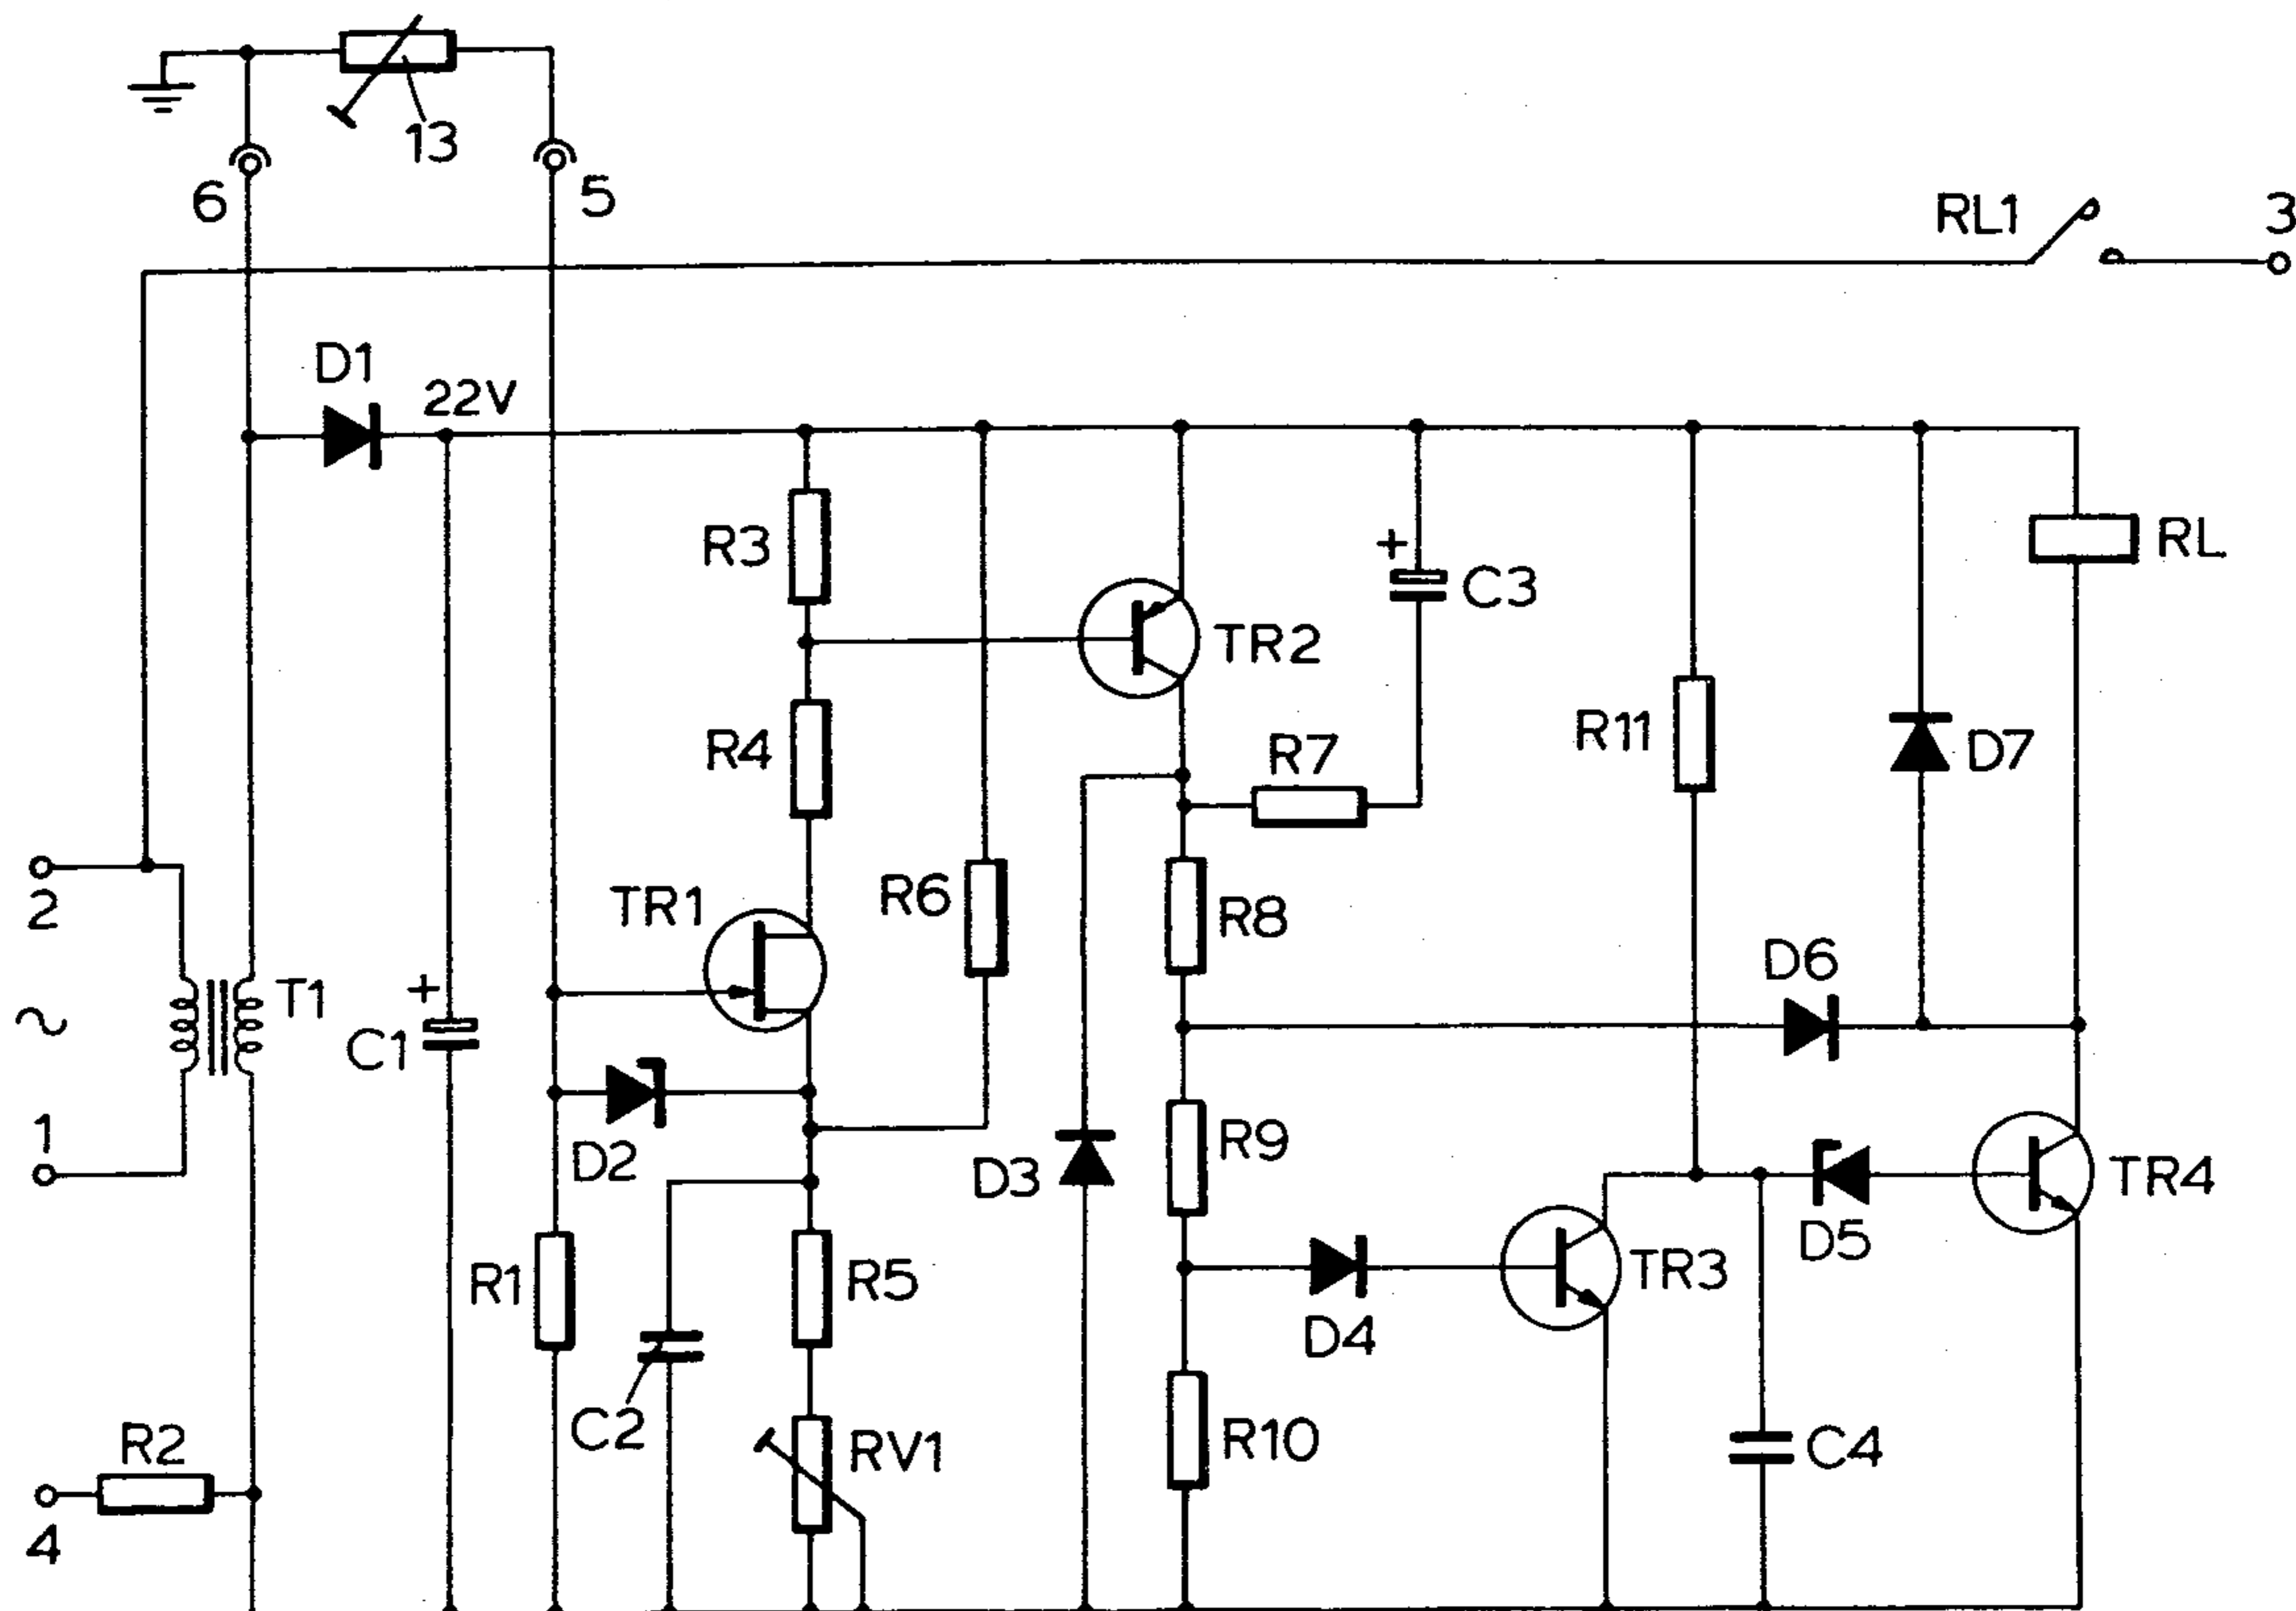 13
6
5
RL1
3
D1
22V
R3
+
C3
RL
TR2
R4
R7
R11
D7
2
TR1
R6
R8
D6
T1
+
C1
~
1
D2
D3
R9
D5
TR4
R1
R5
D4
TR3
C2
R2
RV1
R10
C4
4